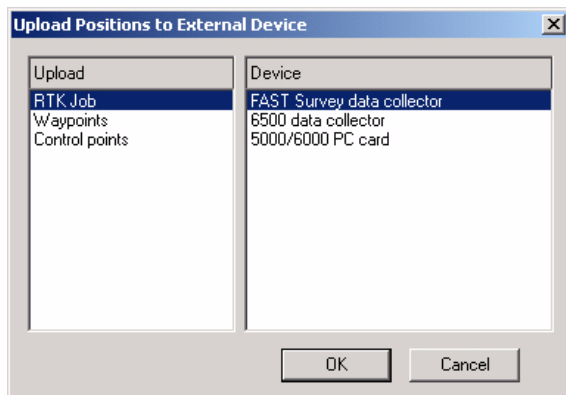 Upload Positions to External Device
Upload
RTK Job
Waypoints
Control points
Device
FAST Survey data collector
6500 data collector
5000/6000 PC card
OK
Cancel